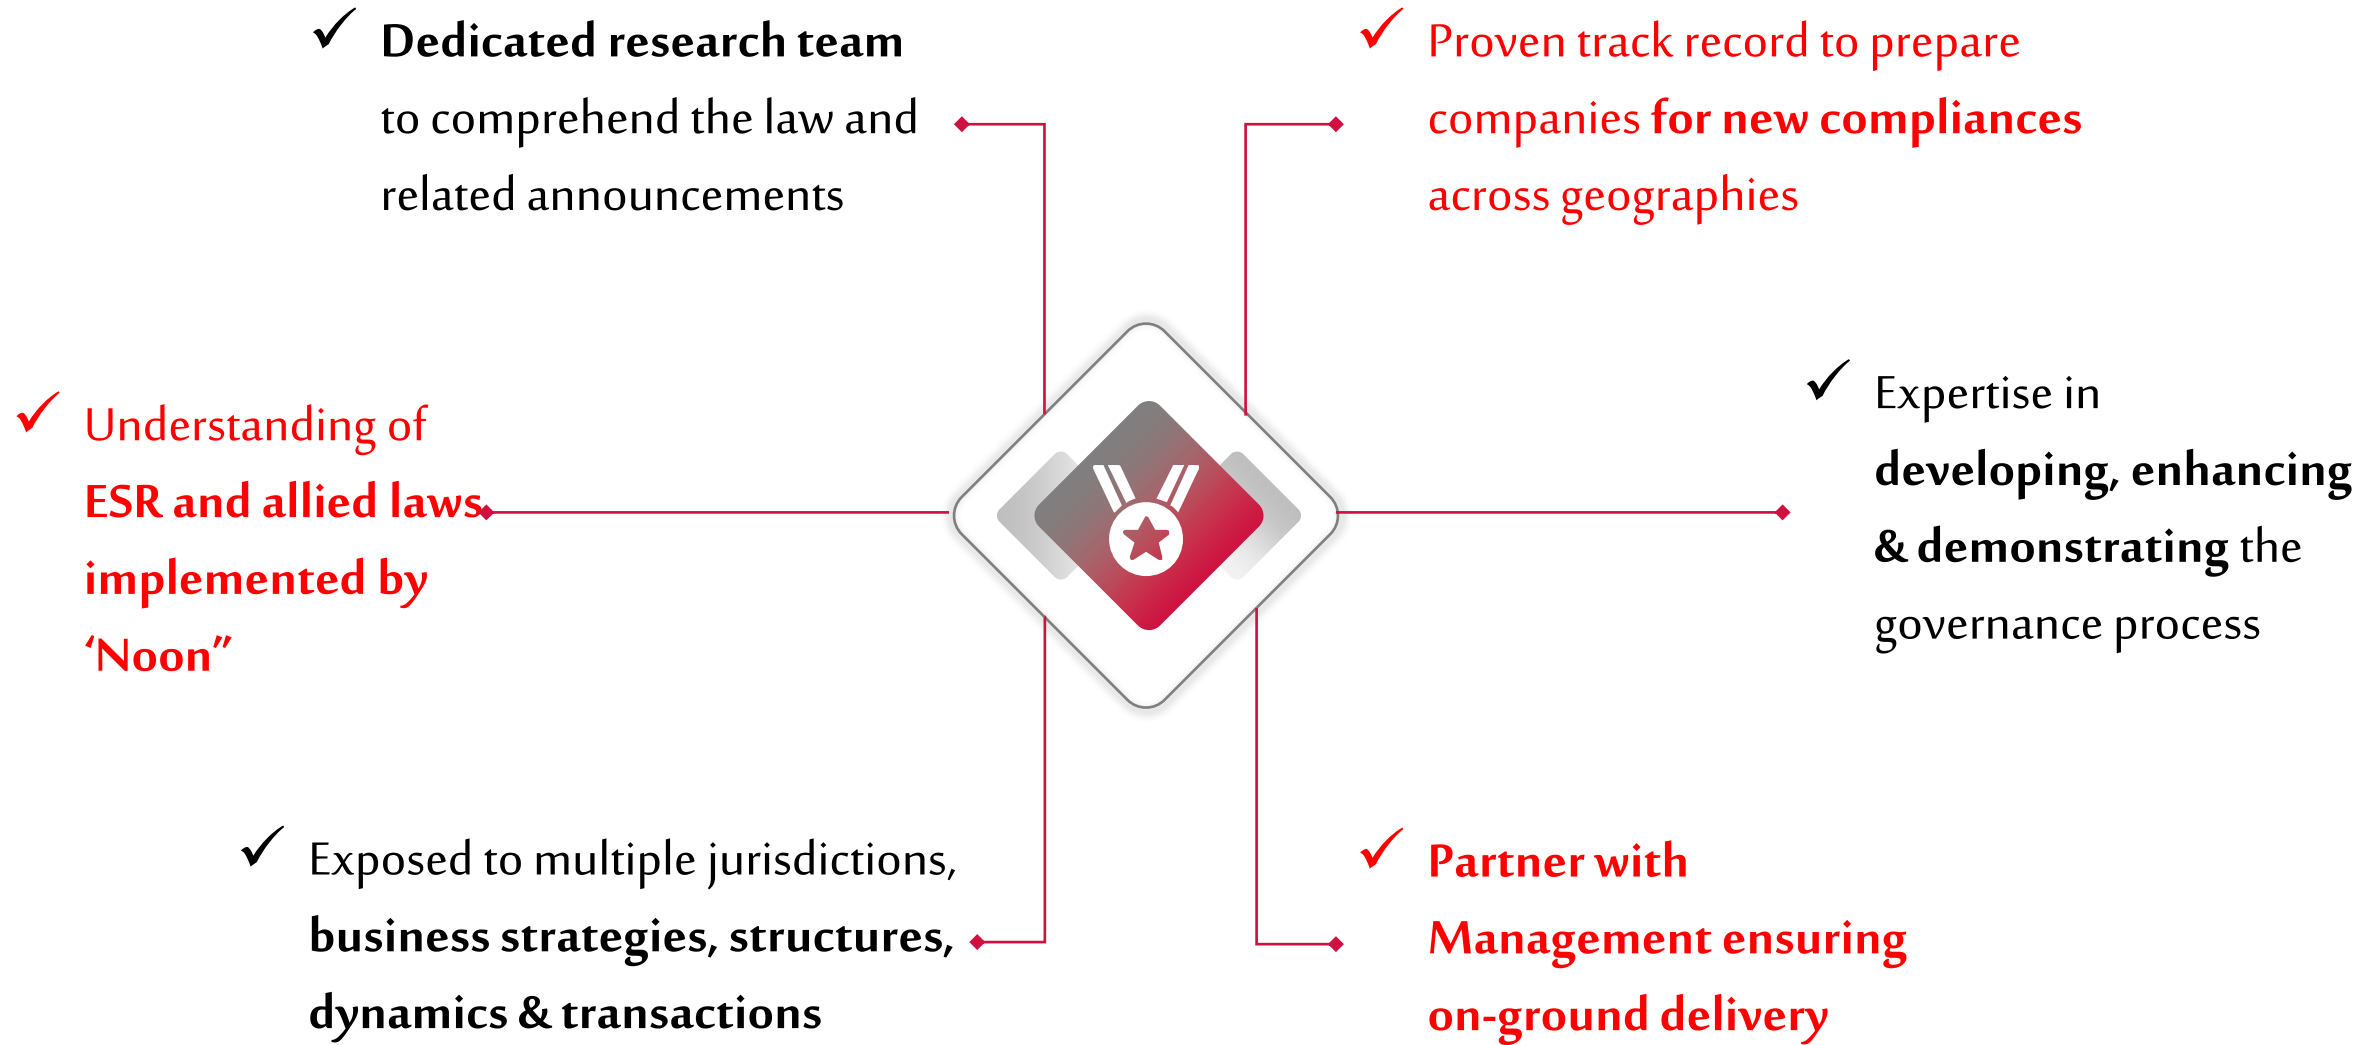 ✓ Dedicated research team
to comprehend the law and
related announcements
✓ Proven track record to prepare
companies for new compliances
across geographies
✓ Understanding of
ESR and allied laws
implemented by
‘Noon”
✓ Expertise in
developing, enhancing
& demonstrating the
governance process
✓ Exposed to multiple jurisdictions,
business strategies, structures,
dynamics & transactions
✓ Partner with
Management ensuring
on-ground delivery